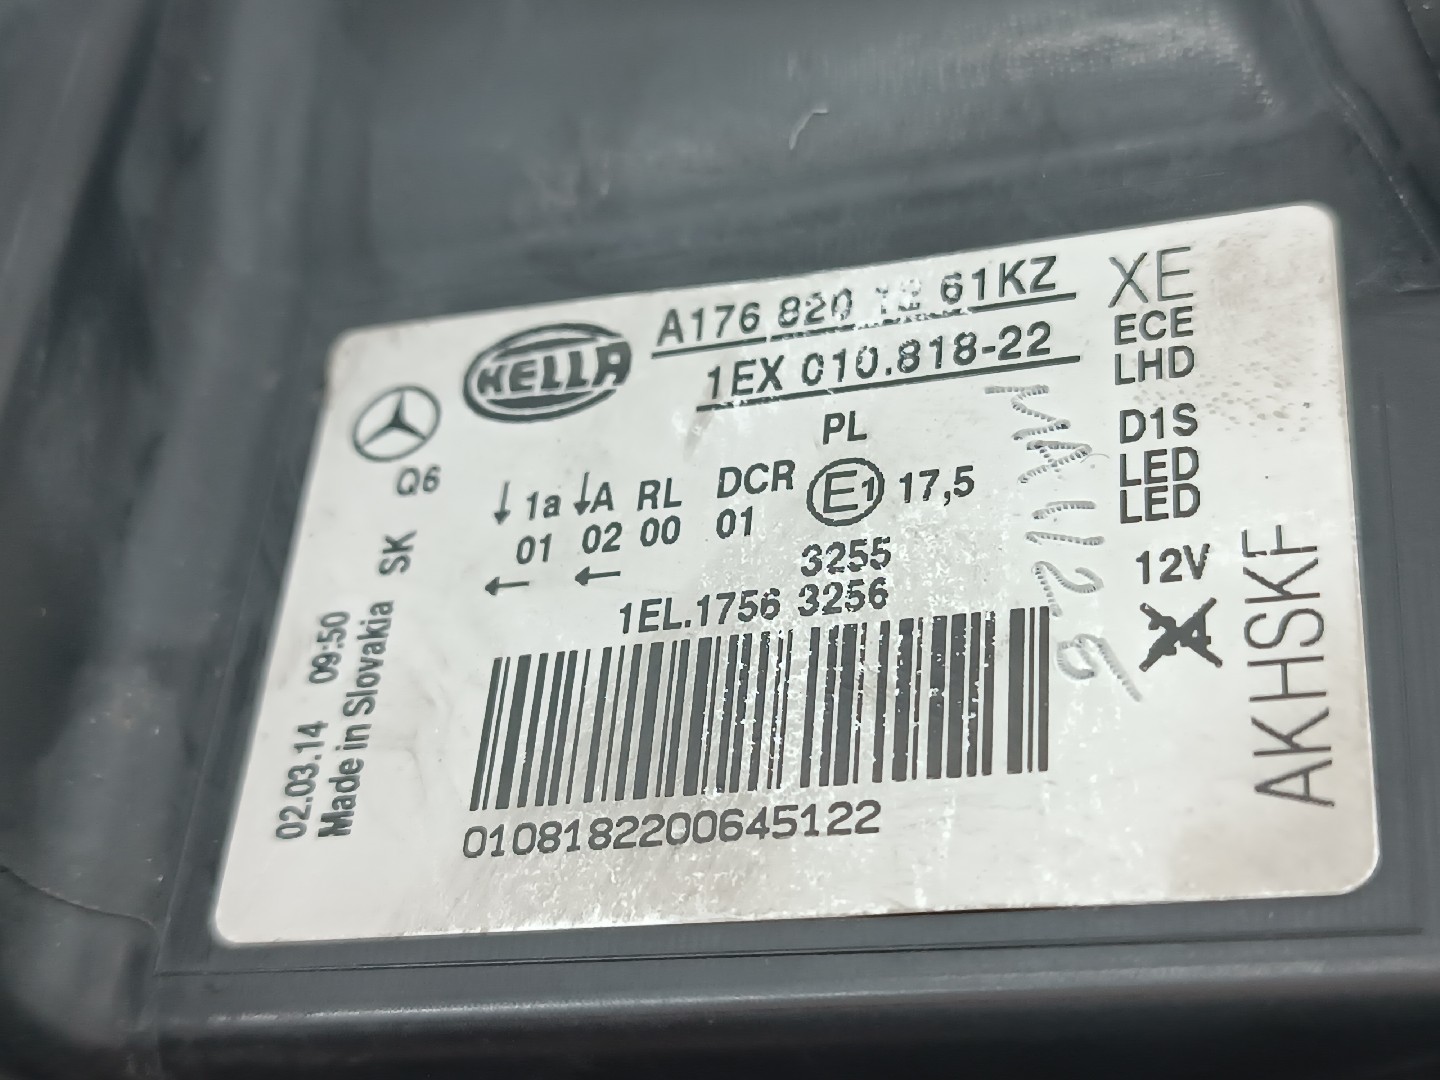 HELLA
A176 820 12 61KZ
1EX 010.818-22
XE
ECE
LHD
D1S
LED
LED
12V
PL
Q6
1a A RL DCR E1 17,5
01 02 00 01
3255
1EL.1756 3256
0108182200645122
02.03.14 09:50
Made in Slovakia SK
AKHSKF